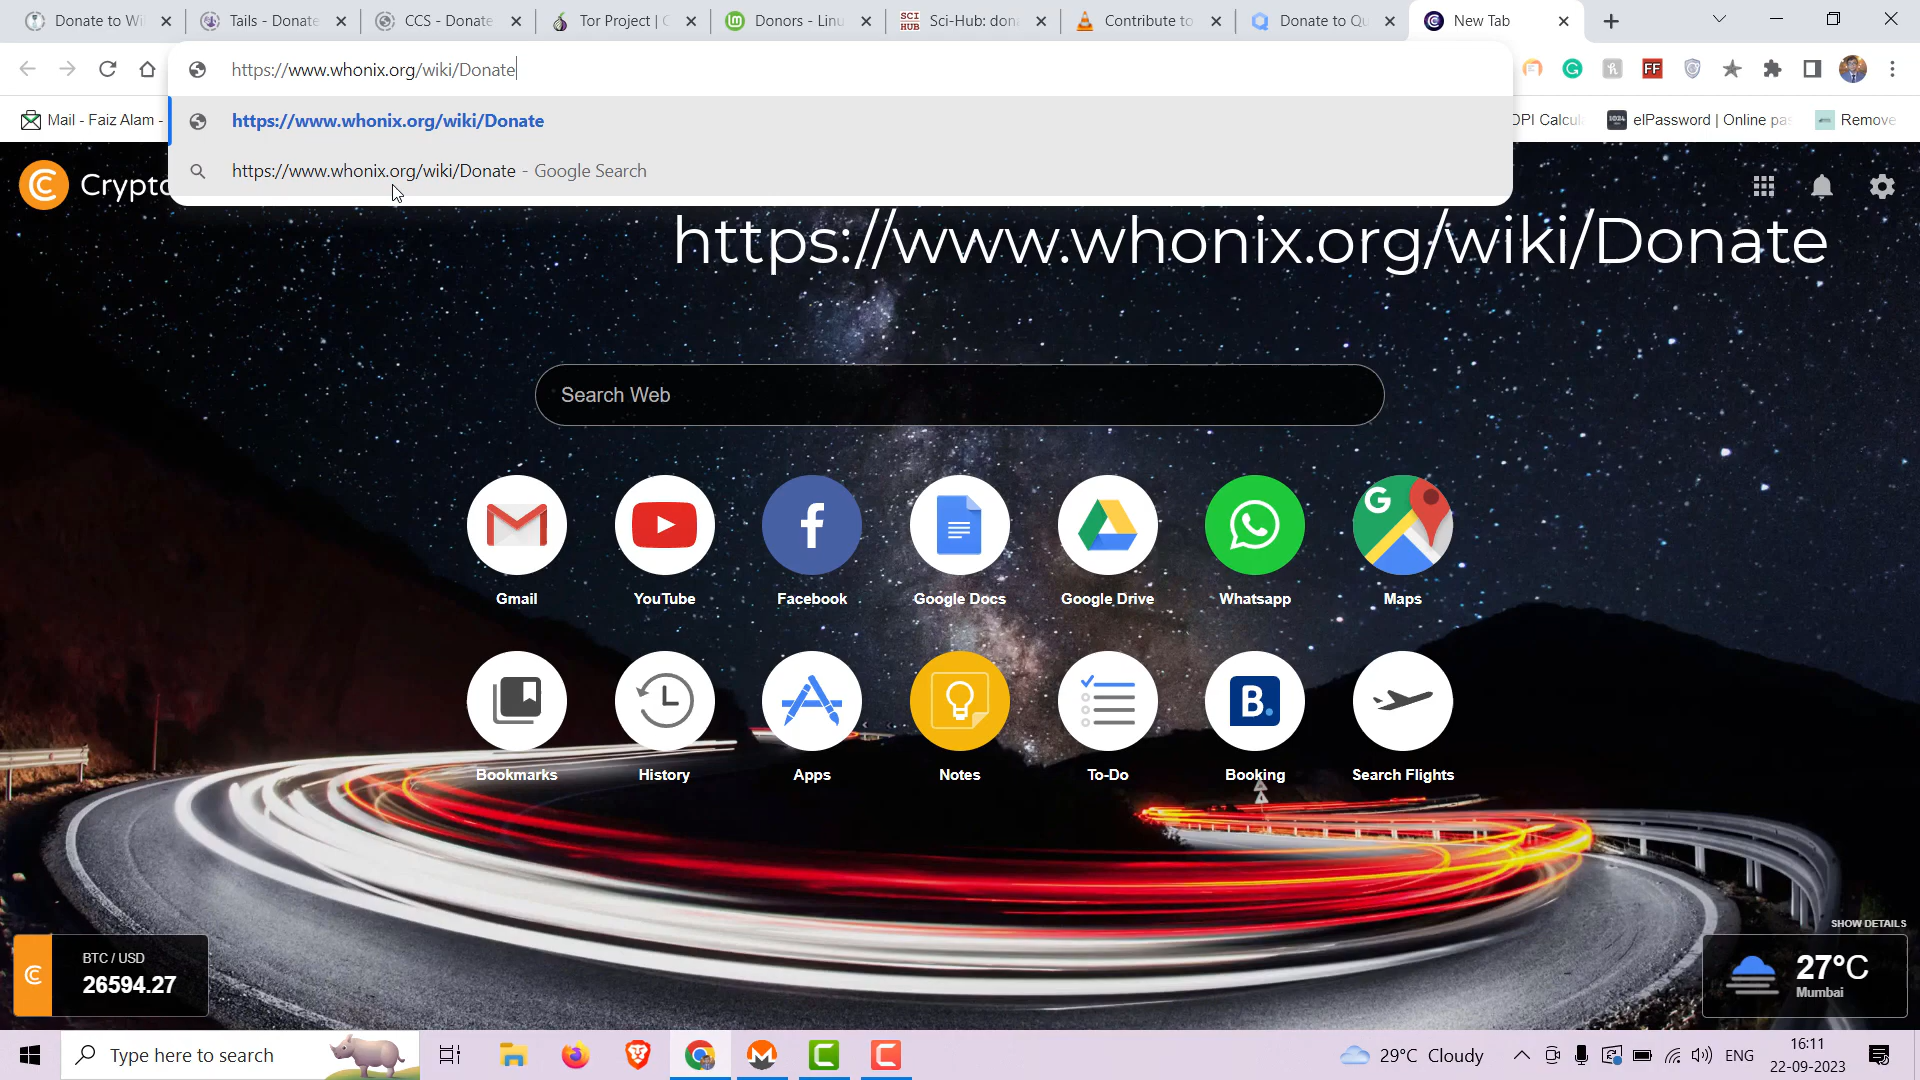 Donate to Wi
Tails - Donate
CCS - Donate
Tor Project | C
Donors - Linu
SCI HUB
Sci-Hub: don
Contribute to
Donate to Qu
New Tab
https://www.whonix.org/wiki/Donate
FF
Mail - Faiz Alam -
https://www.whonix.org/wiki/Donate
OPI Calcul
elPassword | Online pa
Remove
https://www.whonix.org/wiki/Donate - Google Search
Crypto
https://www.whonix.org/wiki/Donate
Search Web
Gmail
YouTube
Facebook
Google Docs
Google Drive
Whatsapp
Maps
B.
Bookmarks
History
Apps
Notes
To-Do
Booking
Search Flights
SHOW DETAILS
BTC / USD
26594.27
27°C
Mumbai
Type here to search
29°C Cloudy
ENG
16:11
22-09-2023